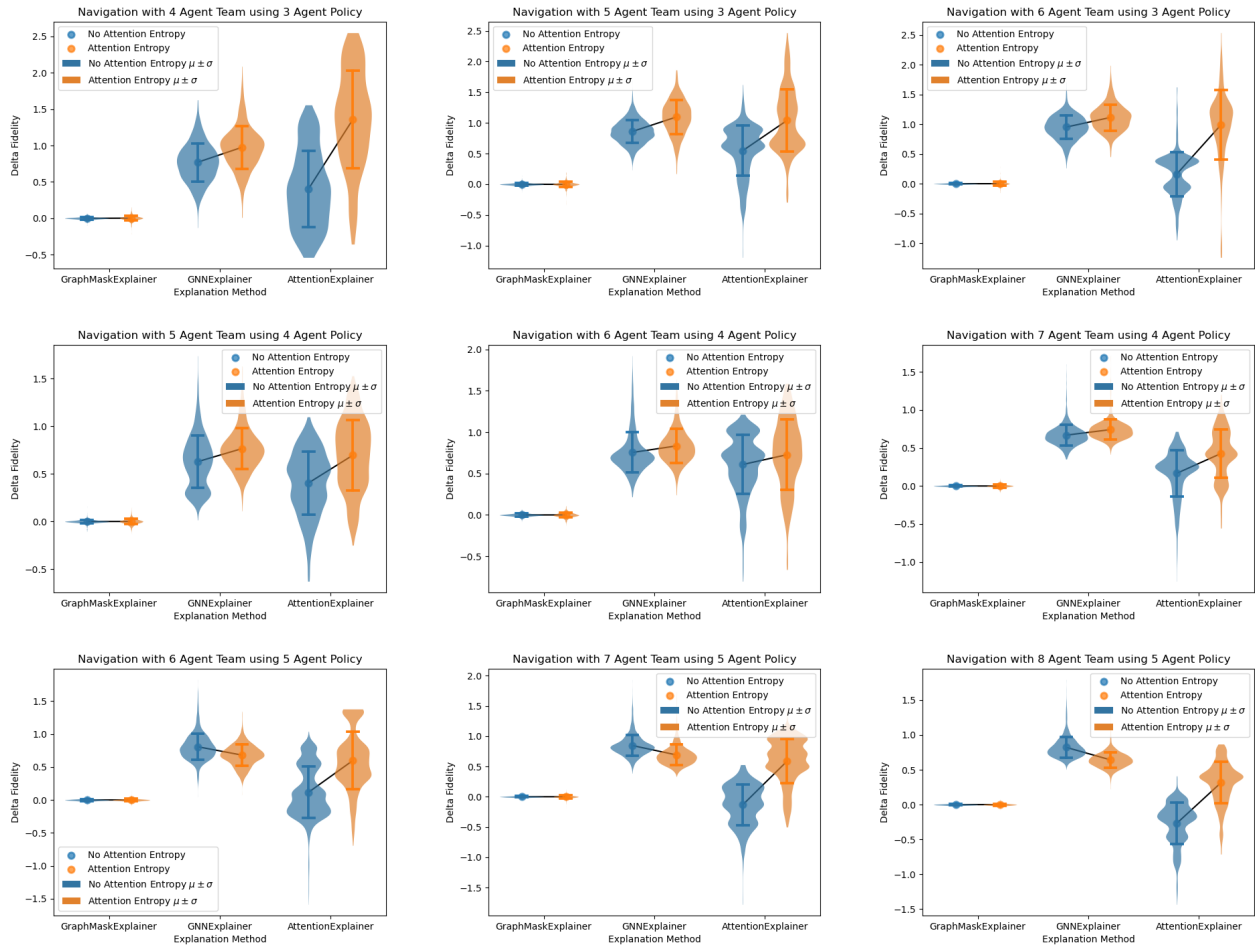 Navigation with 4 Agent Team using 3 Agent Policy
No Attention Entropy
Attention Entropy
No Attention Entropy μ ± σ
Attention Entropy μ ± σ
Delta Fidelity
2.5
2.0
1.5
1.0
0.5
0.0
−0.5
GraphMaskExplainer
GNNExplainer
AttentionExplainer
Explanation Method
Navigation with 5 Agent Team using 3 Agent Policy
No Attention Entropy
Attention Entropy
No Attention Entropy μ ± σ
Attention Entropy μ ± σ
Delta Fidelity
2.5
2.0
1.5
1.0
0.5
0.0
−0.5
−1.0
GraphMaskExplainer
GNNExplainer
AttentionExplainer
Explanation Method
Navigation with 6 Agent Team using 3 Agent Policy
No Attention Entropy
Attention Entropy
No Attention Entropy μ ± σ
Attention Entropy μ ± σ
Delta Fidelity
2.5
2.0
1.5
1.0
0.5
0.0
−0.5
−1.0
GraphMaskExplainer
GNNExplainer
AttentionExplainer
Explanation Method
Navigation with 5 Agent Team using 4 Agent Policy
No Attention Entropy
Attention Entropy
No Attention Entropy μ ± σ
Attention Entropy μ ± σ
Delta Fidelity
1.5
1.0
0.5
0.0
−0.5
GraphMaskExplainer
GNNExplainer
AttentionExplainer
Explanation Method
Navigation with 6 Agent Team using 4 Agent Policy
No Attention Entropy
Attention Entropy
No Attention Entropy μ ± σ
Attention Entropy μ ± σ
Delta Fidelity
2.0
1.5
1.0
0.5
0.0
−0.5
GraphMaskExplainer
GNNExplainer
AttentionExplainer
Explanation Method
Navigation with 7 Agent Team using 4 Agent Policy
No Attention Entropy
Attention Entropy
No Attention Entropy μ ± σ
Attention Entropy μ ± σ
Delta Fidelity
1.5
1.0
0.5
0.0
−0.5
−1.0
GraphMaskExplainer
GNNExplainer
AttentionExplainer
Explanation Method
Navigation with 6 Agent Team using 5 Agent Policy
Delta Fidelity
1.5
1.0
0.5
0.0
−0.5
−1.0
−1.5
No Attention Entropy
Attention Entropy
No Attention Entropy μ ± σ
Attention Entropy μ ± σ
GraphMaskExplainer
GNNExplainer
AttentionExplainer
Explanation Method
Navigation with 7 Agent Team using 5 Agent Policy
No Attention Entropy
Attention Entropy
No Attention Entropy μ ± σ
Attention Entropy μ ± σ
Delta Fidelity
2.0
1.5
1.0
0.5
0.0
−0.5
−1.0
−1.5
GraphMaskExplainer
GNNExplainer
AttentionExplainer
Explanation Method
Navigation with 8 Agent Team using 5 Agent Policy
No Attention Entropy
Attention Entropy
No Attention Entropy μ ± σ
Attention Entropy μ ± σ
Delta Fidelity
1.5
1.0
0.5
0.0
−0.5
−1.0
−1.5
GraphMaskExplainer
GNNExplainer
AttentionExplainer
Explanation Method